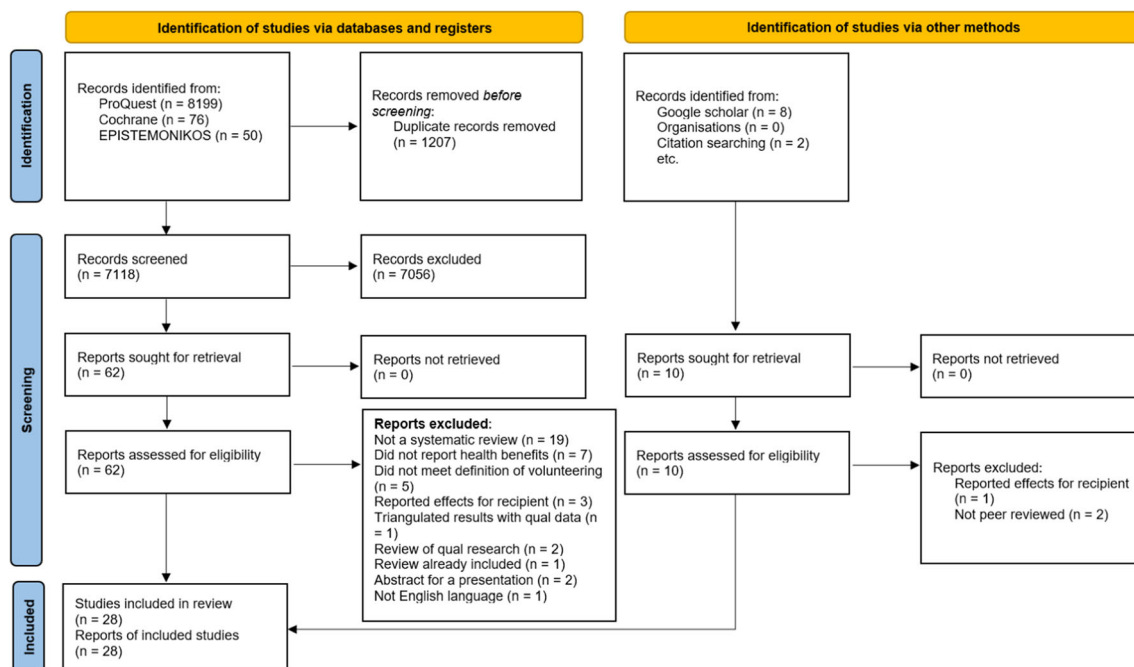 Identification of studies via databases and registers
Identification of studies via other methods
Identification
Records identified from:
ProQuest (n = 8199)
Cochrane (n = 76)
EPISTEMONIKOS (n = 50)
Records removed before
screening:
Duplicate records removed
(n = 1207)
Records identified from:
Google scholar (n = 8)
Organisations (n = 0)
Citation searching (n = 2)
etc.
Screening
Records screened
(n = 7118)
Records excluded
(n = 7056)
Reports sought for retrieval
(n = 62)
Reports not retrieved
(n = 0)
Reports sought for retrieval
(n = 10)
Reports not retrieved
(n = 0)
Reports assessed for eligibility
(n = 62)
Reports excluded:
Not a systematic review (n = 19)
Did not report health benefits (n = 7)
Did not meet definition of volunteering
(n = 5)
Reported effects for recipient (n = 3)
Triangulated results with qual data (n
= 1)
Review of qual research (n = 2)
Review already included (n = 1)
Abstract for a presentation (n = 2)
Not English language (n = 1)
Reports assessed for eligibility
(n = 10)
Reports excluded:
Reported effects for recipient
(n = 1)
Not peer reviewed (n = 2)
Included
Studies included in review
(n = 28)
Reports of included studies
(n = 28)